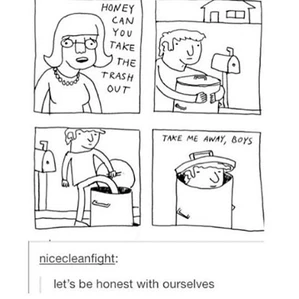 HONEY
CAN
YOU
TAKE
THE
TRASH
OUT
TAKE ME AWAY, BOYS
nicecleanfight:
let's be honest with ourselves